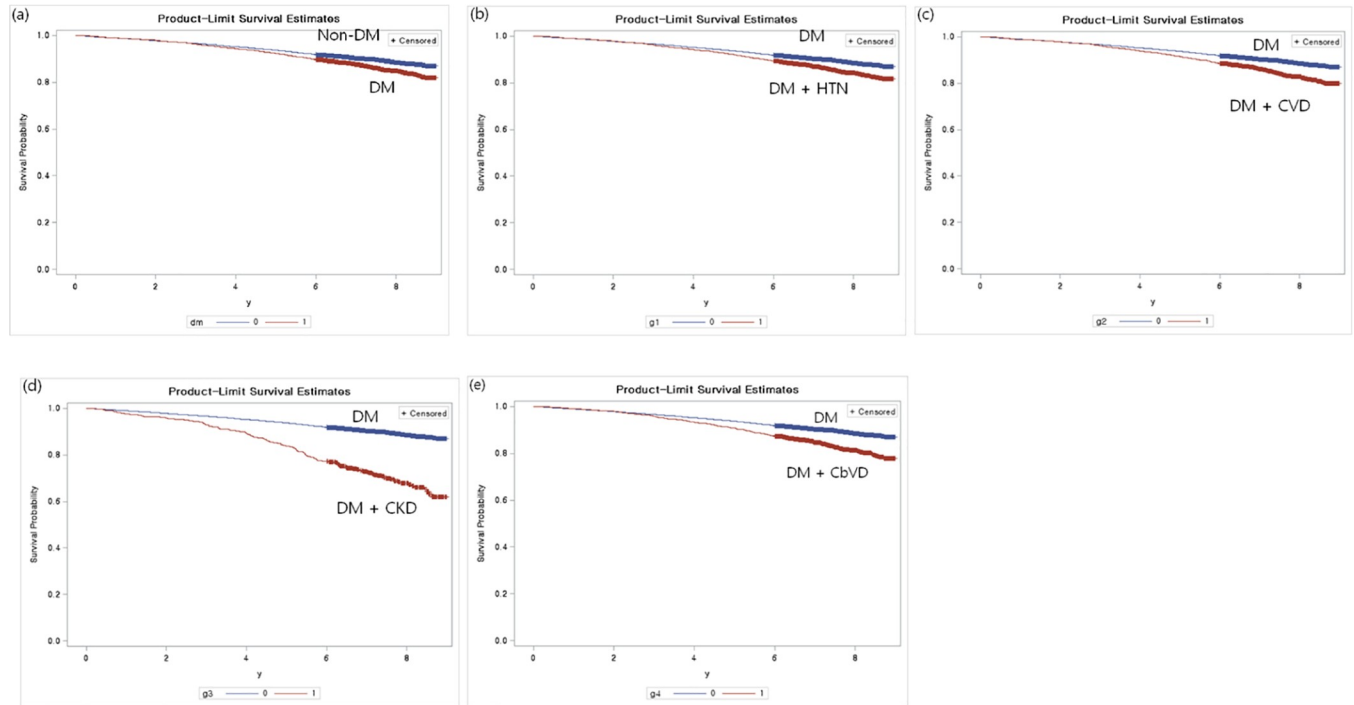 (a)
Product-Limit Survival Estimates
Non-DM
+ Censored
DM
Survival Probability
1.0
0.8
0.6
0.4
0.2
0.0
0 2 4 6 8
y
dm 0 1
(b)
Product-Limit Survival Estimates
DM
+ Censored
DM + HTN
Survival Probability
1.0
0.8
0.6
0.4
0.2
0.0
0 2 4 6 8
y
g1 0 1
(c)
Product-Limit Survival Estimates
DM
+ Censored
DM + CVD
Survival Probability
1.0
0.8
0.6
0.4
0.2
0.0
0 2 4 6 8
y
g2 0 1
(d)
Product-Limit Survival Estimates
DM
+ Censored
DM + CKD
Survival Probability
1.0
0.8
0.6
0.4
0.2
0.0
0 2 4 6 8
y
g3 0 1
(e)
Product-Limit Survival Estimates
DM
+ Censored
DM + CbVD
Survival Probability
1.0
0.8
0.6
0.4
0.2
0.0
0 2 4 6 8
y
g4 0 1